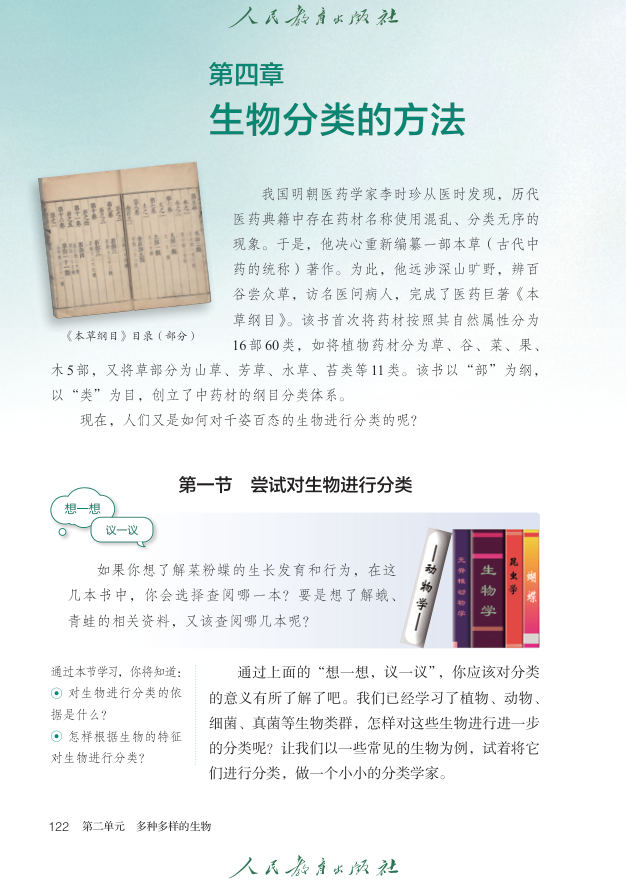 人民教育出版社
第四章
生物分类的方法
我国明朝医药学家李时珍从医时发现，历代
医药典籍中存在药材名称使用混乱、分类无序的
现象。于是，他决心重新编纂一部本草（古代中
药的统称）著作。为此，他远涉深山旷野，辨百
谷尝众草，访名医问病人，完成了医药巨著《本
草纲目》。该书首次将药材按照其自然属性分为
16部60类，如将植物药材分为草、谷、菜、果、
《本草纲目》目录（部分）
木5部，又将草部分为山草、芳草、水草、苔类等11类。该书以“部”为纲，
以“类”为目，创立了中药材的纲目分类体系。
现在，人们又是如何对千姿百态的生物进行分类的呢？
第一节 尝试对生物进行分类
想一想
议一议
如果你想了解菜粉蝶的生长发育和行为，在这
几本书中，你会选择查阅哪一本？要是想了解蛾、
青蛙的相关资料，又该查阅哪几本呢？
动物学
无脊椎动物学
生物学
昆虫学
蝴蝶
通过本节学习，你将知道：
对生物进行分类的依
据是什么？
怎样根据生物的特征
对生物进行分类？
通过上面的“想一想，议一议”，你应该对分类
的意义有所了解了吧。我们已经学习了植物、动物、
细菌、真菌等生物类群，怎样对这些生物进行进一步
的分类呢？让我们以一些常见的生物为例，试着将它
们进行分类，做一个小小的分类学家。
122 第二单元 多种多样的生物
人民教育出版社